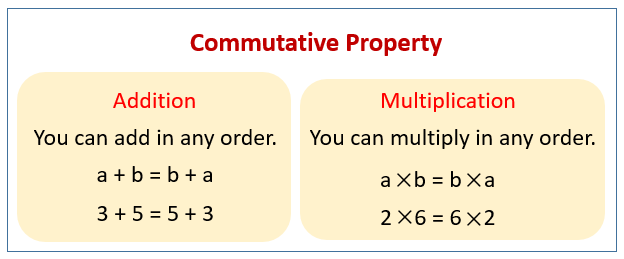 Commutative Property
Addition
You can add in any order.
a + b = b + a
3 + 5 = 5 + 3
Multiplication
You can multiply in any order.
a × b = b × a
2 × 6 = 6 × 2